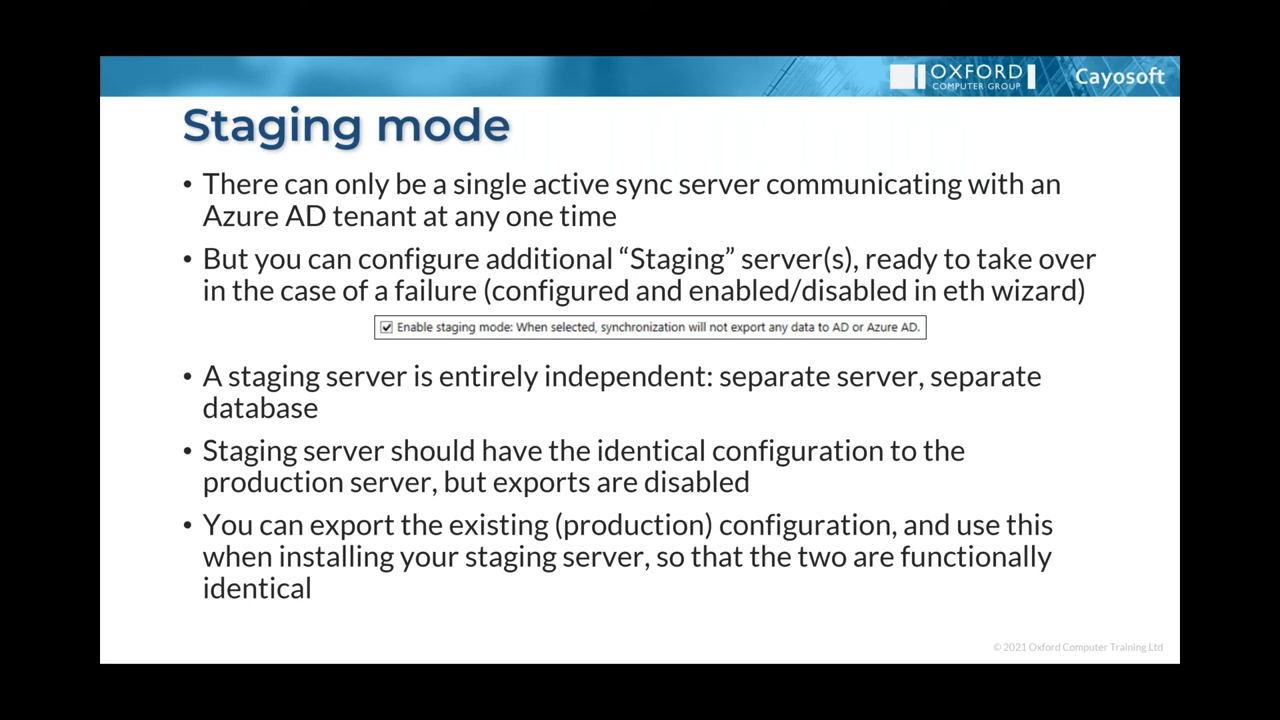 OXFORD
COMPUTER GROUP
Cayosoft
Staging mode
• There can only be a single active sync server communicating with an
Azure AD tenant at any one time
• But you can configure additional “Staging” server(s), ready to take over
in the case of a failure (configured and enabled/disabled in eth wizard)
Enable staging mode: When selected, synchronization will not export any data to AD or Azure AD.
• A staging server is entirely independent: separate server, separate
database
• Staging server should have the identical configuration to the
production server, but exports are disabled
• You can export the existing (production) configuration, and use this
when installing your staging server, so that the two are functionally
identical
© 2021 Oxford Computer Training Ltd